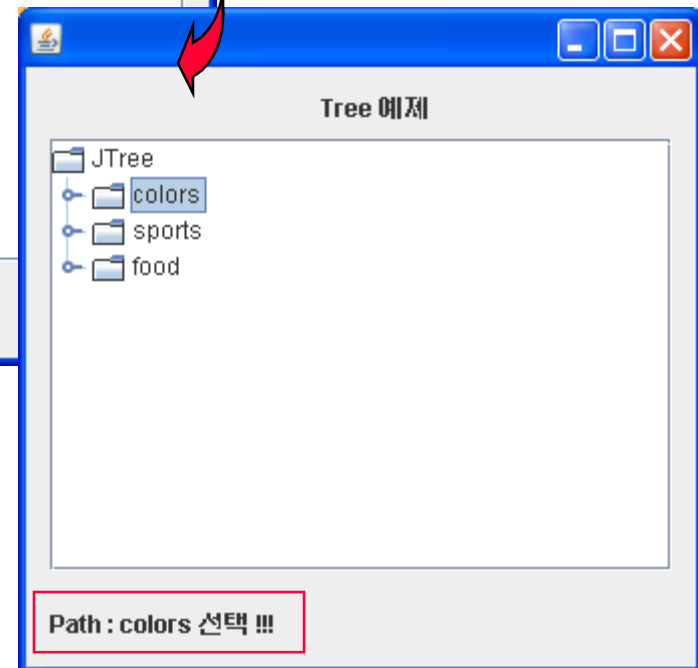 Tree 예제
JTree
colors
sports
food
Path : colors 선택 !!!